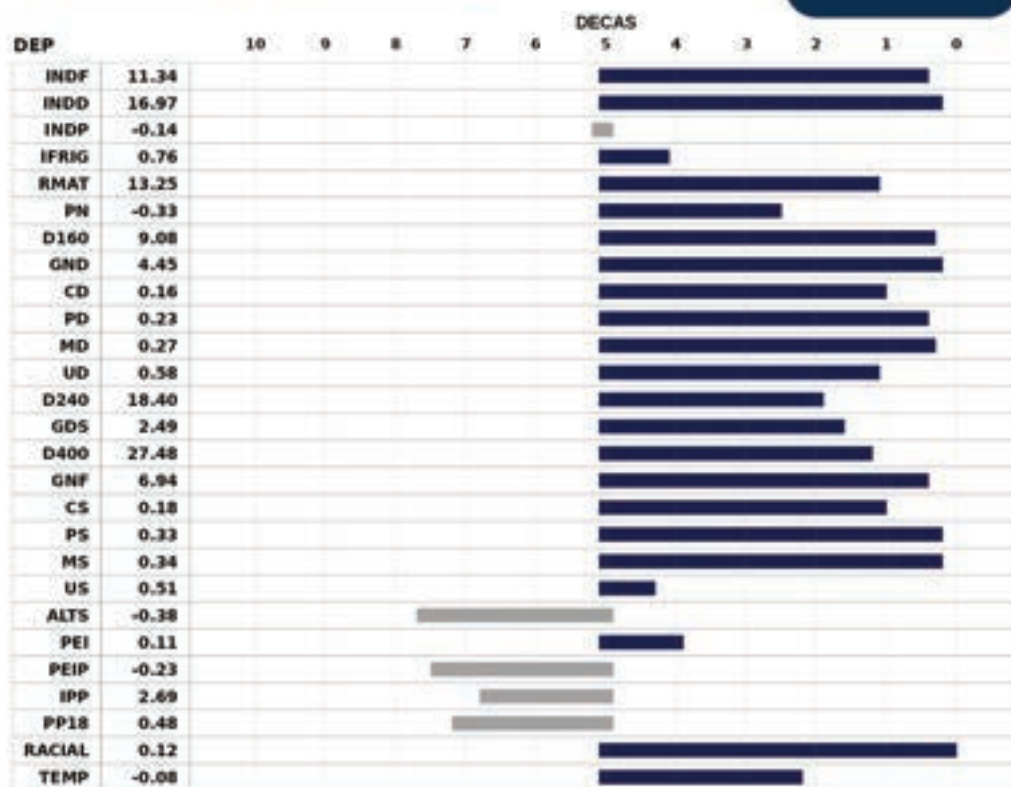 DECAS
DEP 10 9 8 7 6 5 4 3 2 1 0
INDF 11.34
INDD 16.97
INDP -0.14
IFRIG 0.76
RMAT 13.25
PN -0.33
D160 9.08
GND 4.45
CD 0.16
PD 0.23
MD 0.27
UD 0.58
D240 18.40
GDS 2.49
D400 27.48
GNF 6.94
CS 0.18
PS 0.33
MS 0.34
US 0.51
ALTS -0.38
PEI 0.11
PEIP -0.23
IPP 2.69
PP18 0.48
RACIAL 0.12
TEMP -0.08